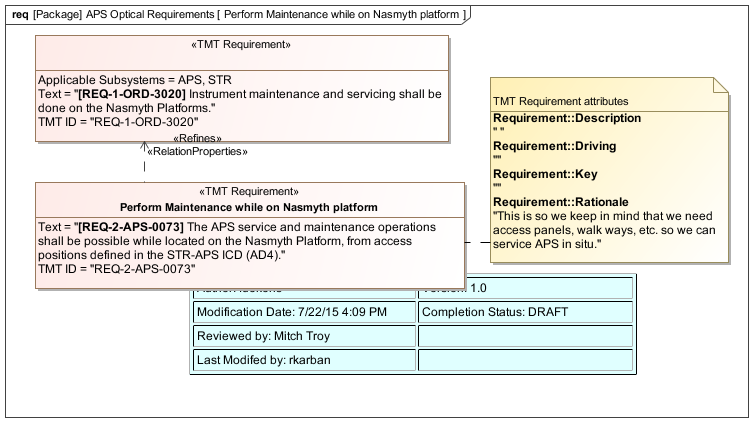 req [Package] APS Optical Requirements [ Perform Maintenance while on Nasmyth platform ]
«TMT Requirement»
Applicable Subsystems = APS, STR
Text = "[REQ-1-ORD-3020] Instrument maintenance and servicing shall be
done on the Nasmyth Platforms."
TMT ID = "REQ-1-ORD-3020"
«Refines»
«RelationProperties»
«TMT Requirement»
Perform Maintenance while on Nasmyth platform
Text = "[REQ-2-APS-0073] The APS service and maintenance operations
shall be possible while located on the Nasmyth Platform, from access
positions defined in the STR-APS ICD (AD4)."
TMT ID = "REQ-2-APS-0073"
TMT Requirement attributes
Requirement::Description
" "
Requirement::Driving
""
Requirement::Key
""
Requirement::Rationale
"This is so we keep in mind that we need
access panels, walk ways, etc. so we can
service APS in situ."
1.0
Modification Date: 7/22/15 4:09 PM
Completion Status: DRAFT
Reviewed by: Mitch Troy
Last Modifed by: rkarban